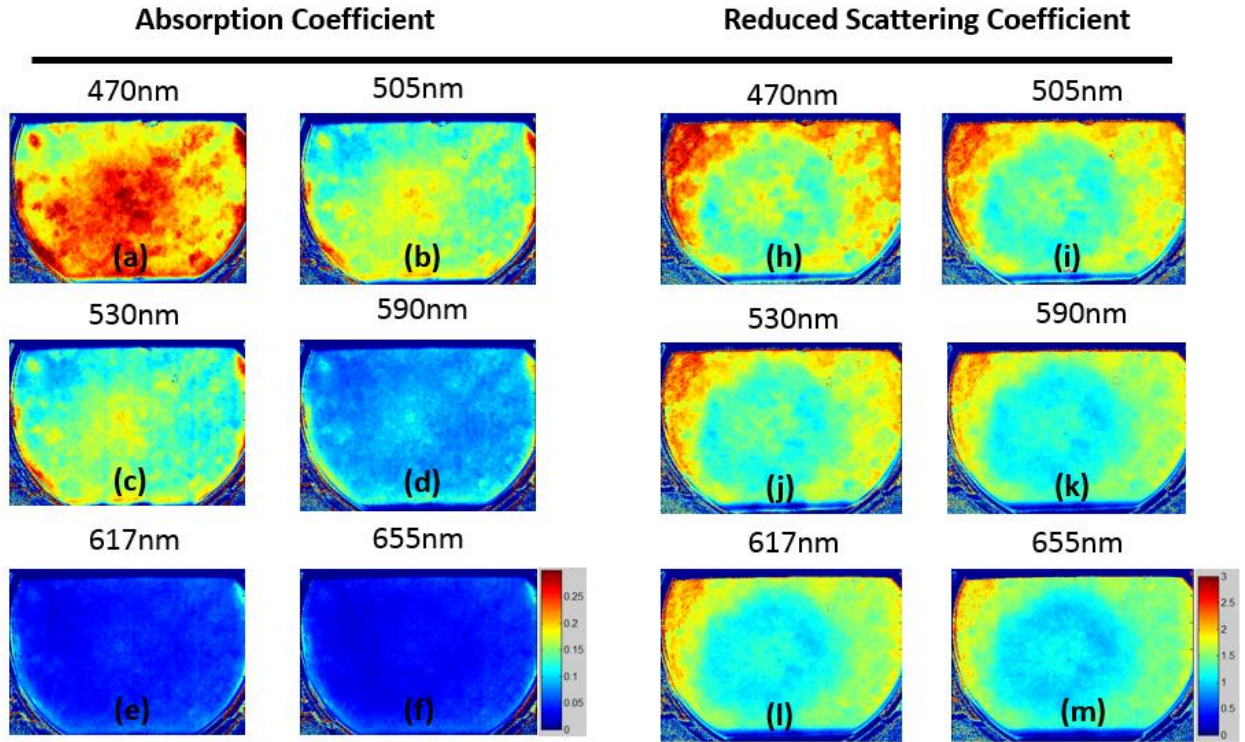 Absorption Coefficient
Reduced Scattering Coefficient
470nm
505nm
470nm
505nm
(a)
(b)
(h)
(i)
530nm
590nm
530nm
590nm
(c)
(d)
(j)
(k)
617nm
655nm
617nm
655nm
(e)
(f)
0.25
0.2
0.15
0.1
0.05
0
(l)
(m)
3
2.5
2
1.5
1
0.5
0